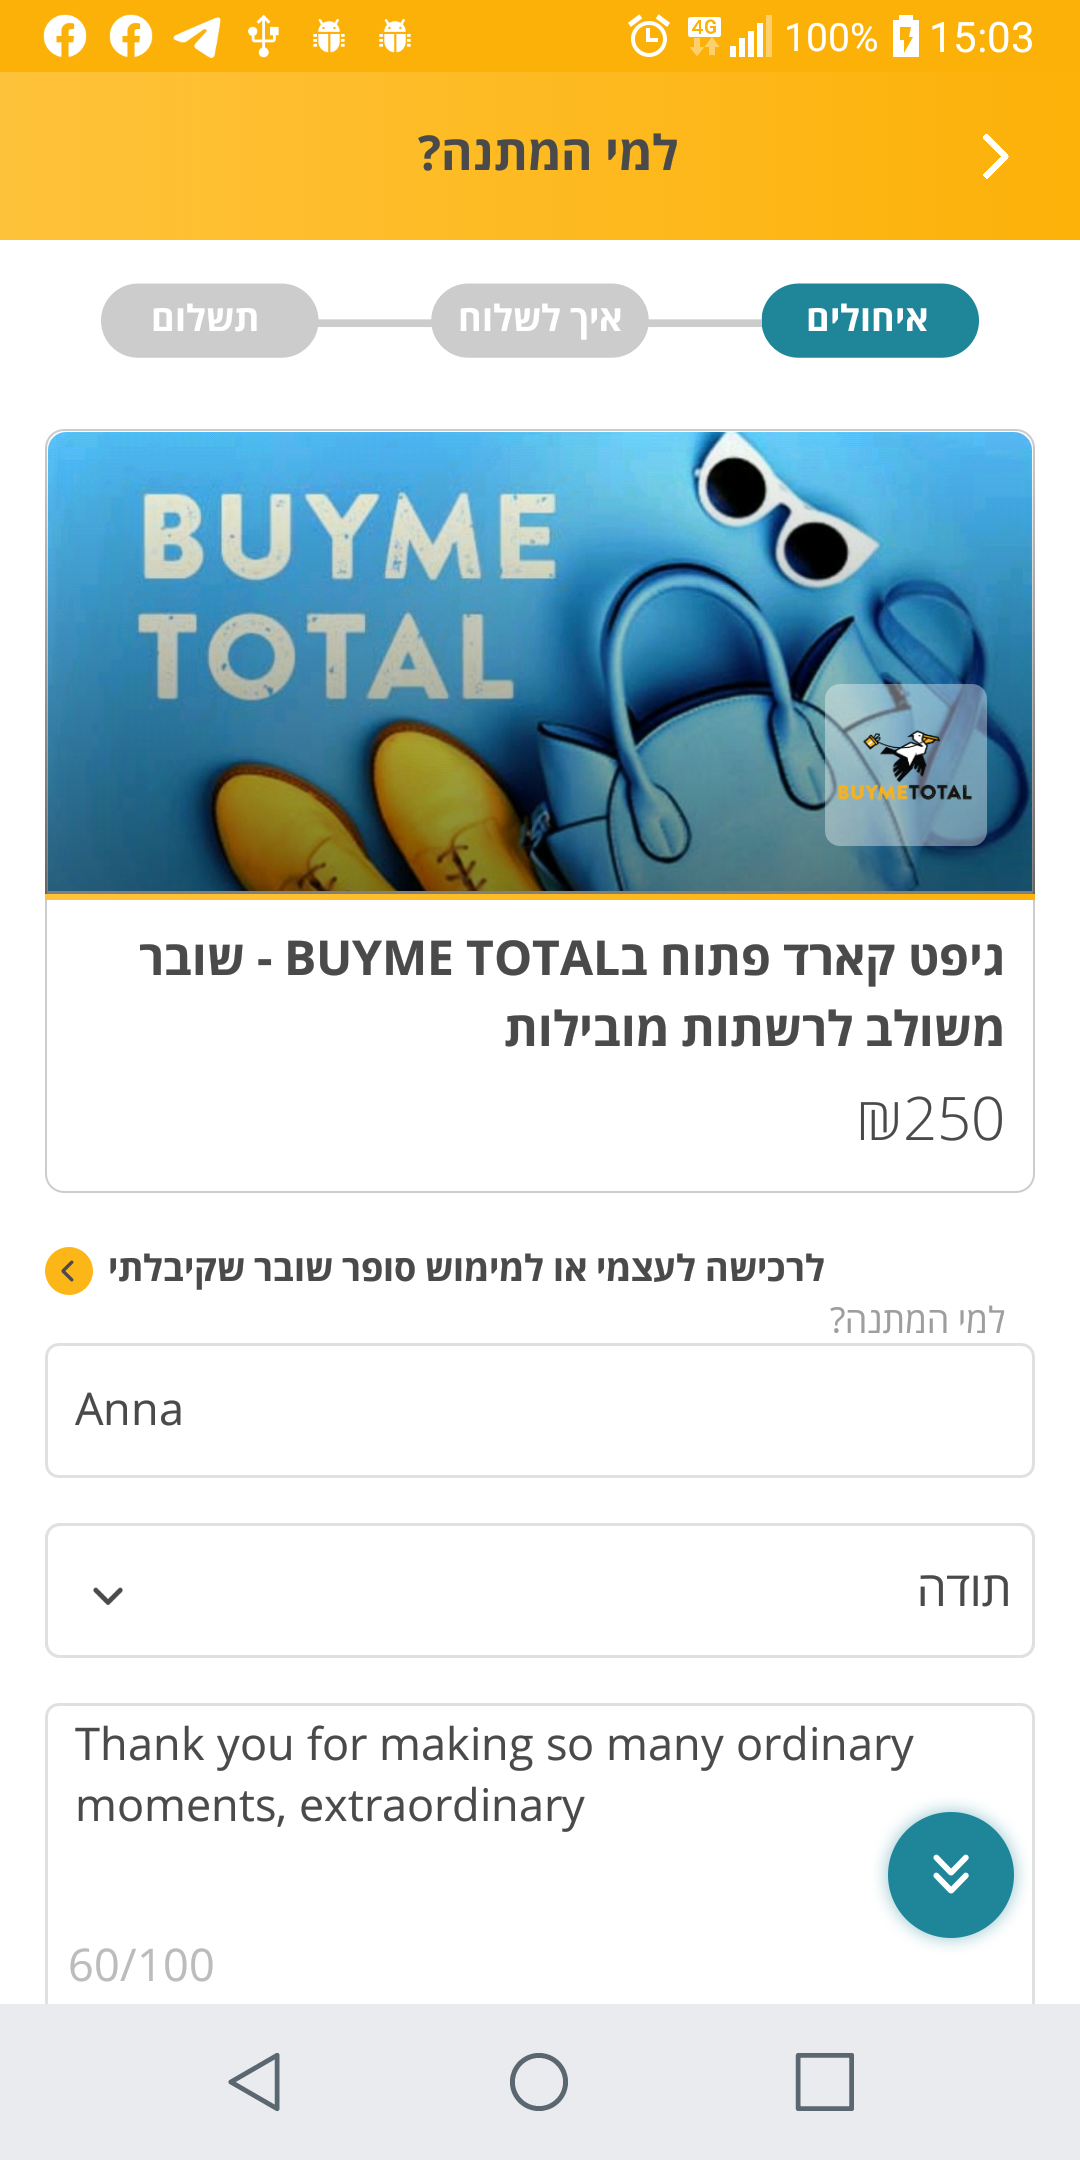 4G 100% 15:03
למי המתנה?
איחולים
איך לשלוח
תשלום
BUYME
TOTAL
BUYMETOTAL
גיפט קארד פתוח בBUYME TOTAL - שובר
משולב לרשתות מובילות
₪250
לרכישה לעצמי או למימוש סופר שובר שקיבלתי
למי המתנה?
Anna
תודה
Thank you for making so many ordinary
moments, extraordinary
60/100